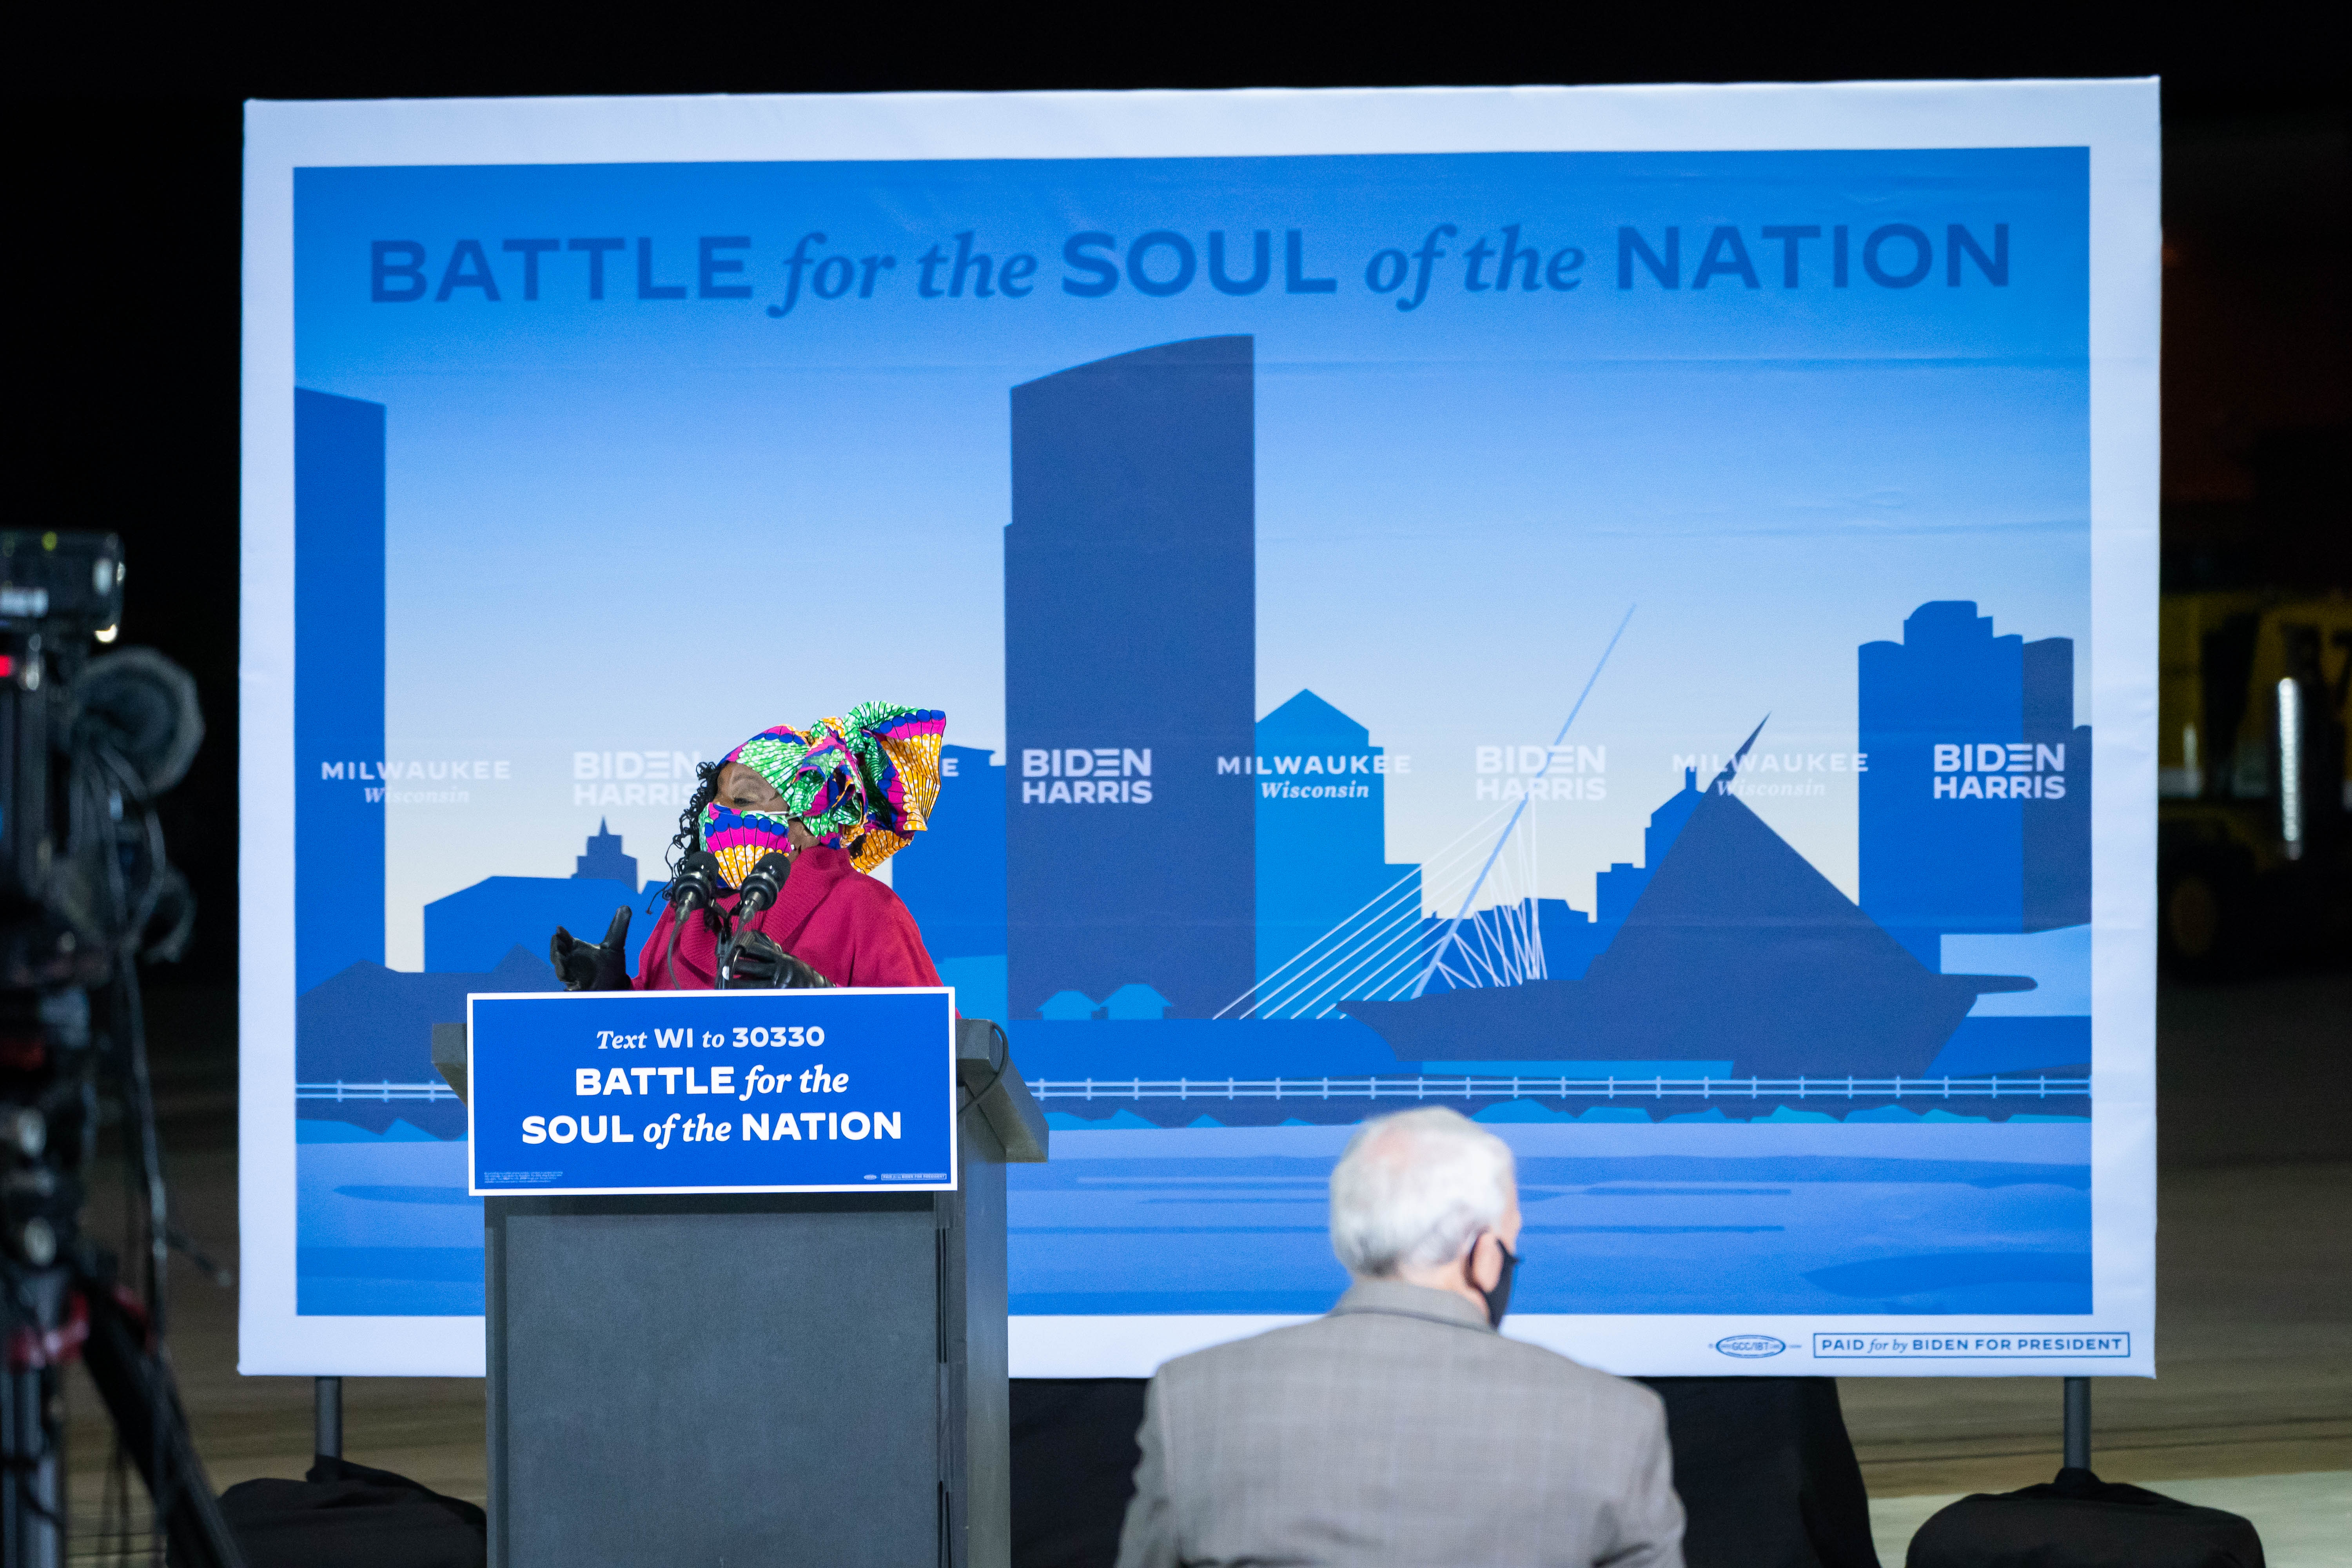 BATTLE for the SOUL of the NATION
MILWAUKEE
Wisconsin
BIDEN
HARRIS
E
BIDEN
HARRIS
MILWAUKEE
Wisconsin
BIDEN
HARRIS
MILWAUKEE
Wisconsin
BIDEN
HARRIS
Text WI to 30330
BATTLE for the
SOUL of the NATION
GCC/IBT
PAID for by BIDEN FOR PRESIDENT